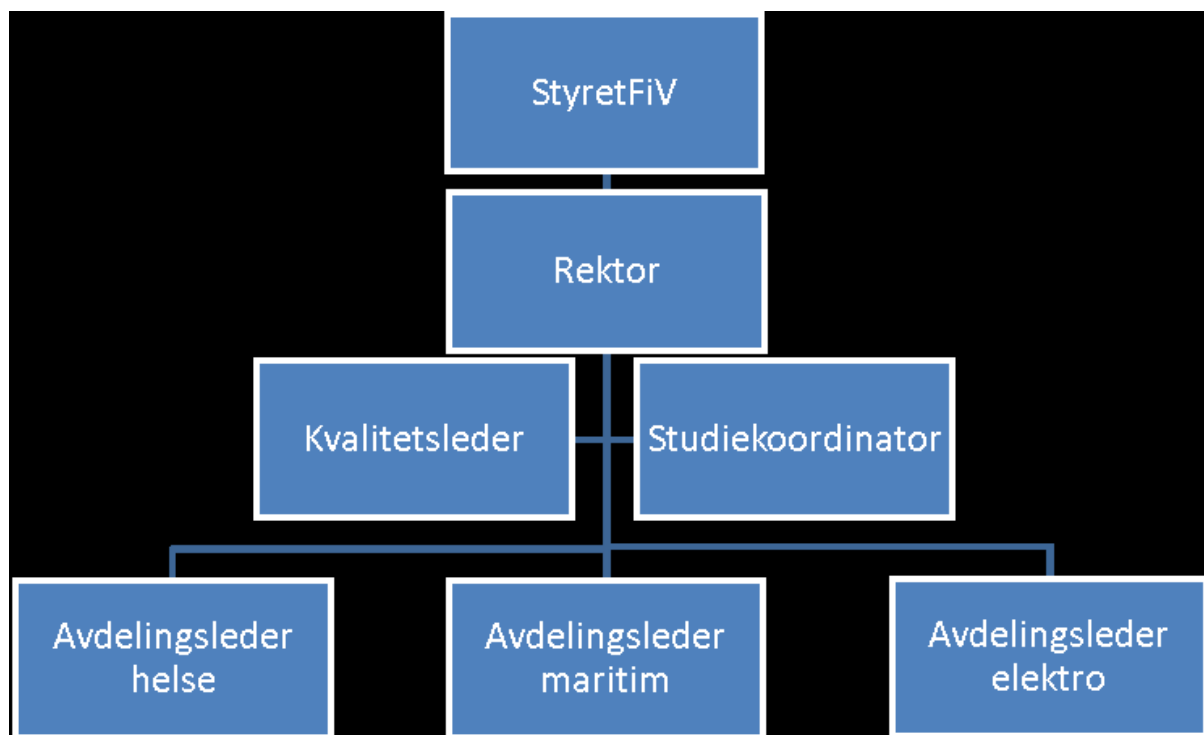 StyretFiV
Rektor
Kvalitetsleder
Studiekoordinator
Avdelingsleder
helse
Avdelingsleder
maritim
Avdelingsleder
elektro